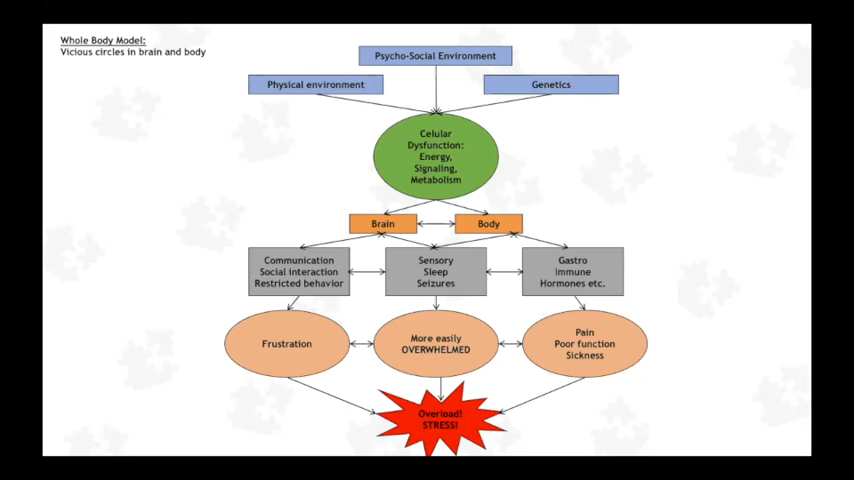 Whole Body Model:
Vicious circles in brain and body
Psycho-Social Environment
Physical environment
Genetics
Celular
Dysfunction:
Energy,
Signaling,
Metabolism
Brain
Body
Communication
Social interaction
Restricted behavior
Sensory
Sleep
Seizures
Gastro
Immune
Hormones etc.
Frustration
More easily
OVERWHELMED
Pain
Poor function
Sickness
Overload!
STRESS!